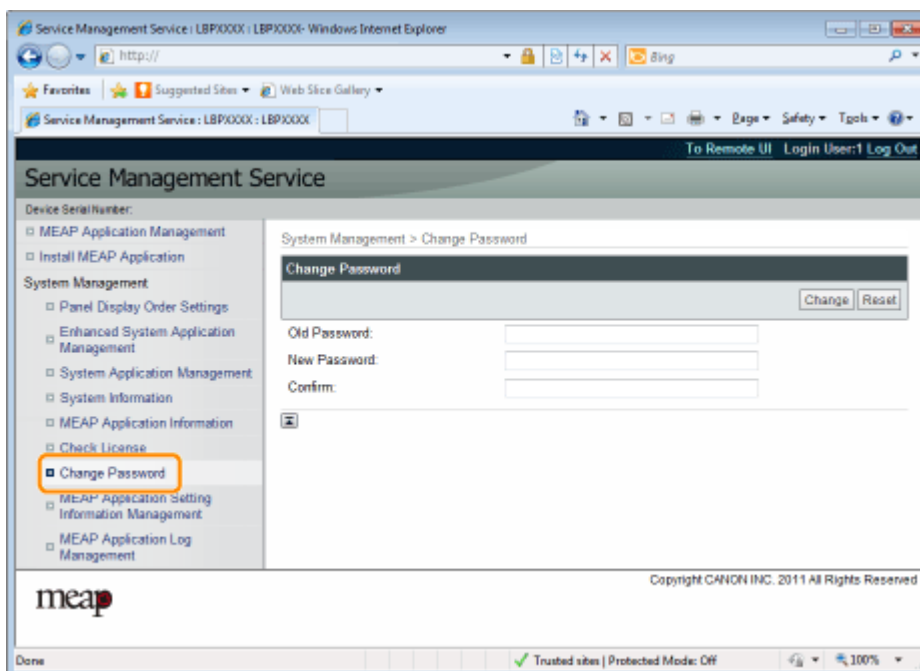 Service Management Service : LBPXXXX : LBPXXXX- Windows Internet Explorer
http://
Bing
Favorites Suggested Sites Web Slice Gallery
Service Management Service : LBPXXXX : LBPXXXX Page Safety Tools
To Remote UI Login User:1 Log Out
Service Management Service
Device Serial Number:
MEAP Application Management
Install MEAP Application
System Management
Panel Display Order Settings
Enhanced System Application
Management
System Application Management
System Information
MEAP Application Information
Check License
Change Password
MEAP Application Setting
Information Management
MEAP Application Log
Management
System Management > Change Password
Change Password
Change Reset
Old Password:
New Password:
Confirm:
Copyright CANON INC. 2011 All Rights Reserved
meap
Done Trusted sites | Protected Mode: Off 100%